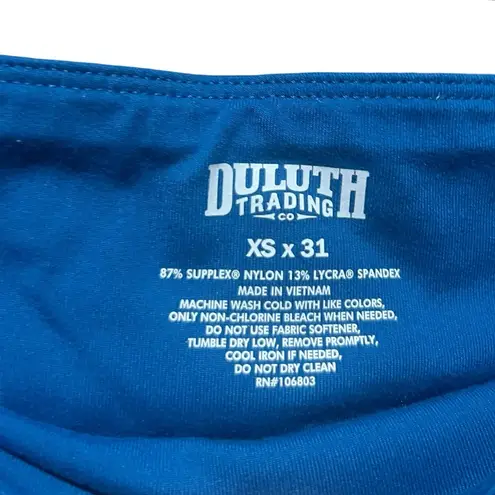 DULUTH
TRADING
CO
XS x 31
87% SUPPLEX® NYLON 13% LYCRA® SPANDEX
MADE IN VIETNAM
MACHINE WASH COLD WITH LIKE COLORS,
ONLY NON-CHLORINE BLEACH WHEN NEEDED,
DO NOT USE FABRIC SOFTENER,
TUMBLE DRY LOW, REMOVE PROMPTLY,
COOL IRON IF NEEDED,
DO NOT DRY CLEAN
RN#106803